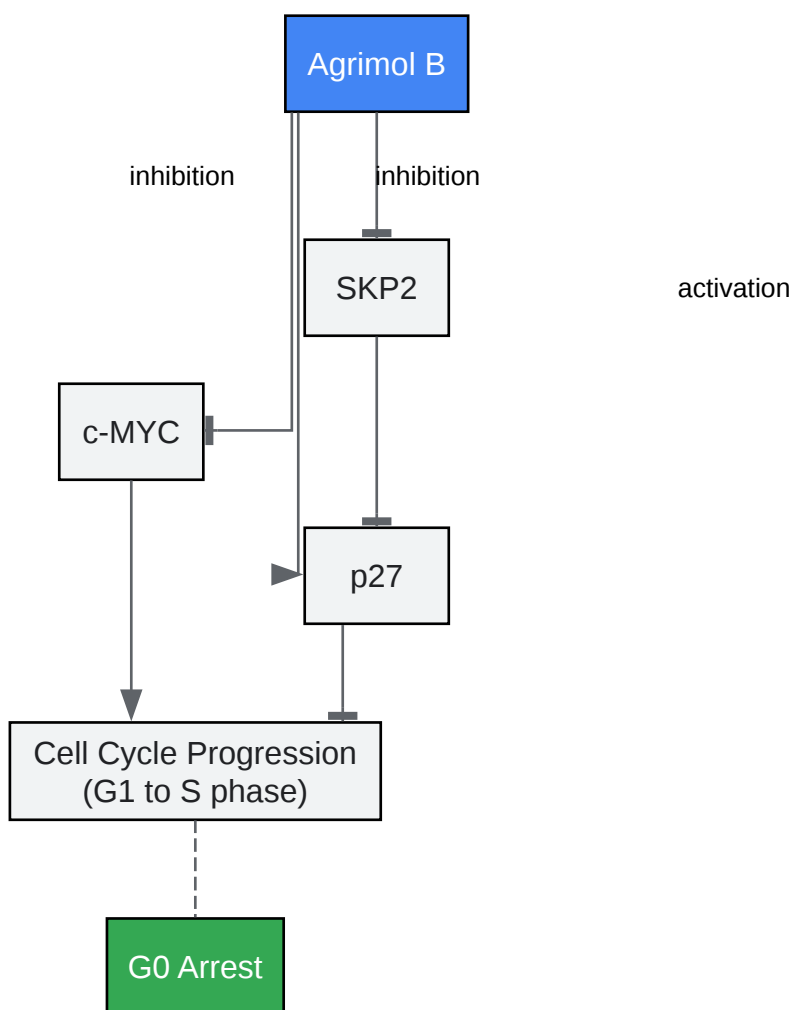 Agrimol B
inhibition
inhibition
SKP2
activation
c-MYC
p27
Cell Cycle Progression
(G1 to S phase)
G0 Arrest